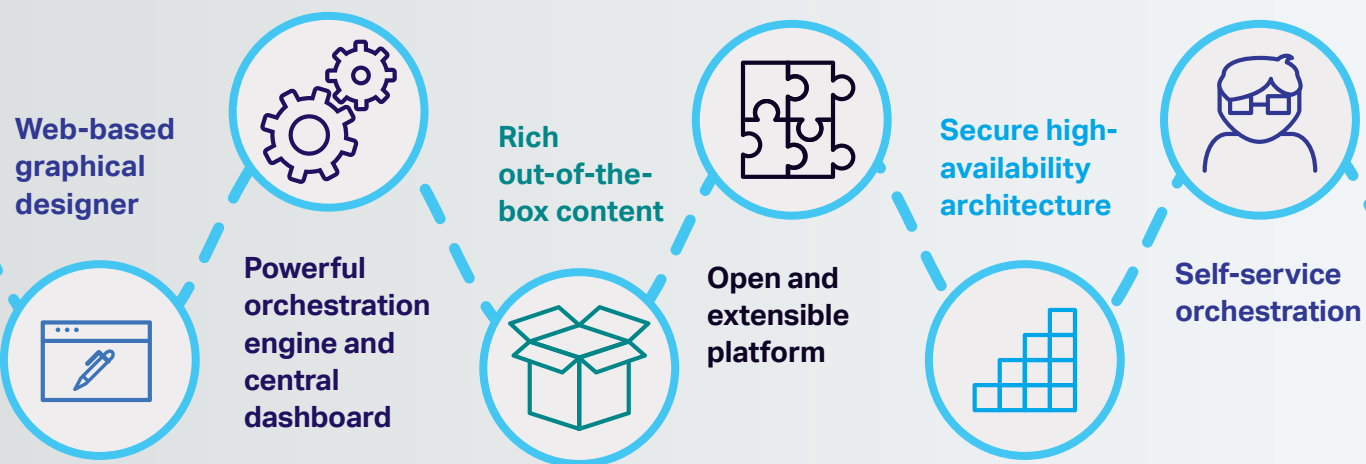 Web-based
graphical
designer
Powerful
orchestration
engine and
central
dashboard
Rich
out-of-the-
box content
Open and
extensible
platform
Secure high-
availability
architecture
Self-service
orchestration